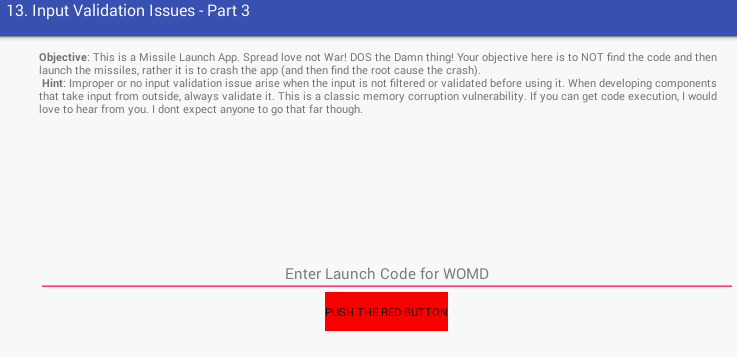 13. Input Validation Issues - Part 3
Objective: This is a Missile Launch App. Spread love not War! DOS the Damn thing! Your objective here is to NOT find the code and then
launch the missiles, rather it is to crash the app (and then find the root cause the crash).
Hint: Improper or no input validation issue arise when the input is not filtered or validated before using it. When developing components
that take input from outside, always validate it. This is a classic memory corruption vulnerability. If you can get code execution, I would
love to hear from you. I dont expect anyone to go that far though.
Enter Launch Code for WOMD
PUSH THE RED BUTTON